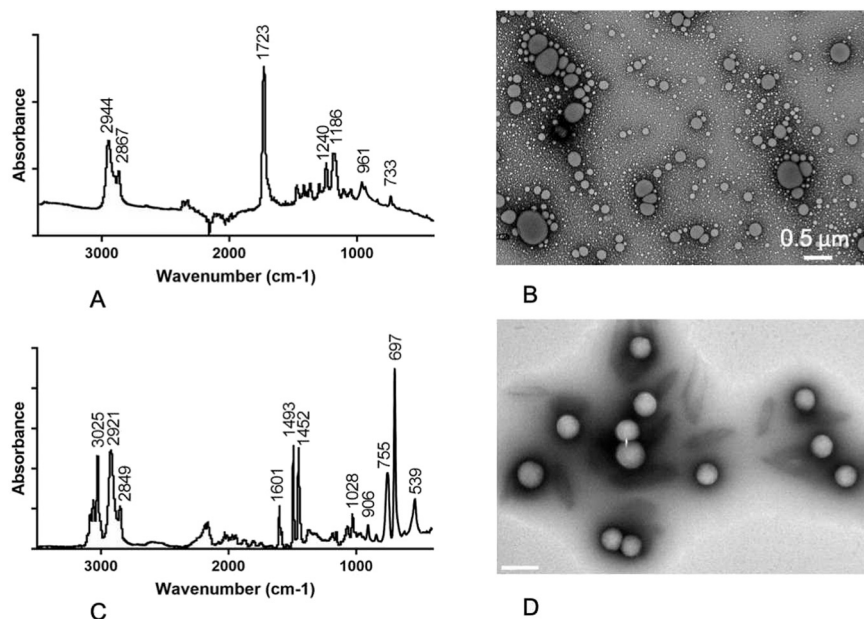 Absorbance
2944
2867
1723
1240
1186
961
733
3000
2000
1000
Wavenumber (cm-1)
A
0.5 μm
B
Absorbance
3025
2921
2849
1601
1493
1452
1028
906
755
697
539
3000
2000
1000
Wavenumber (cm-1)
C
D